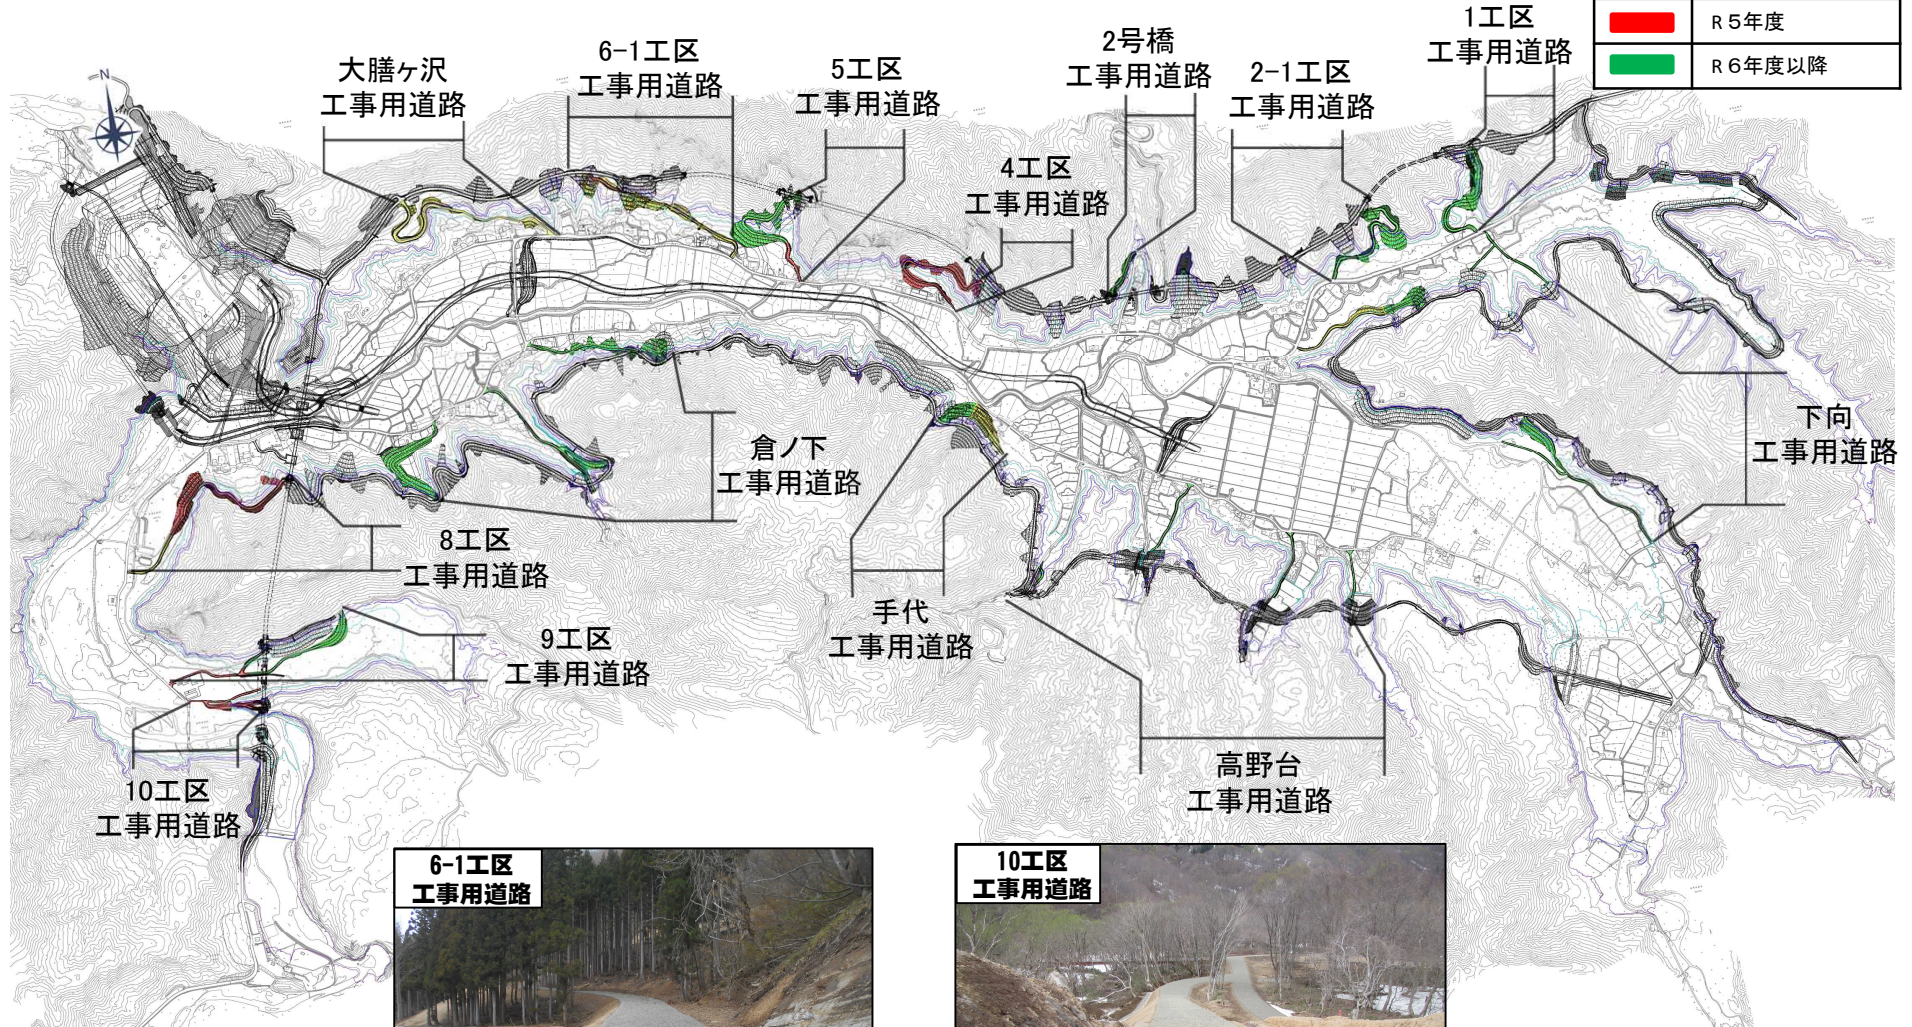 R5年度
R6年度以降
1工区
工事用道路
2号橋
工事用道路
2-1工区
工事用道路
6-1工区
工事用道路
5工区
工事用道路
大膳ヶ沢
工事用道路
4工区
工事用道路
N
下向
工事用道路
倉ノ下
工事用道路
8工区
工事用道路
手代
工事用道路
9工区
工事用道路
高野台
工事用道路
10工区
工事用道路
6-1工区
工事用道路
10工区
工事用道路